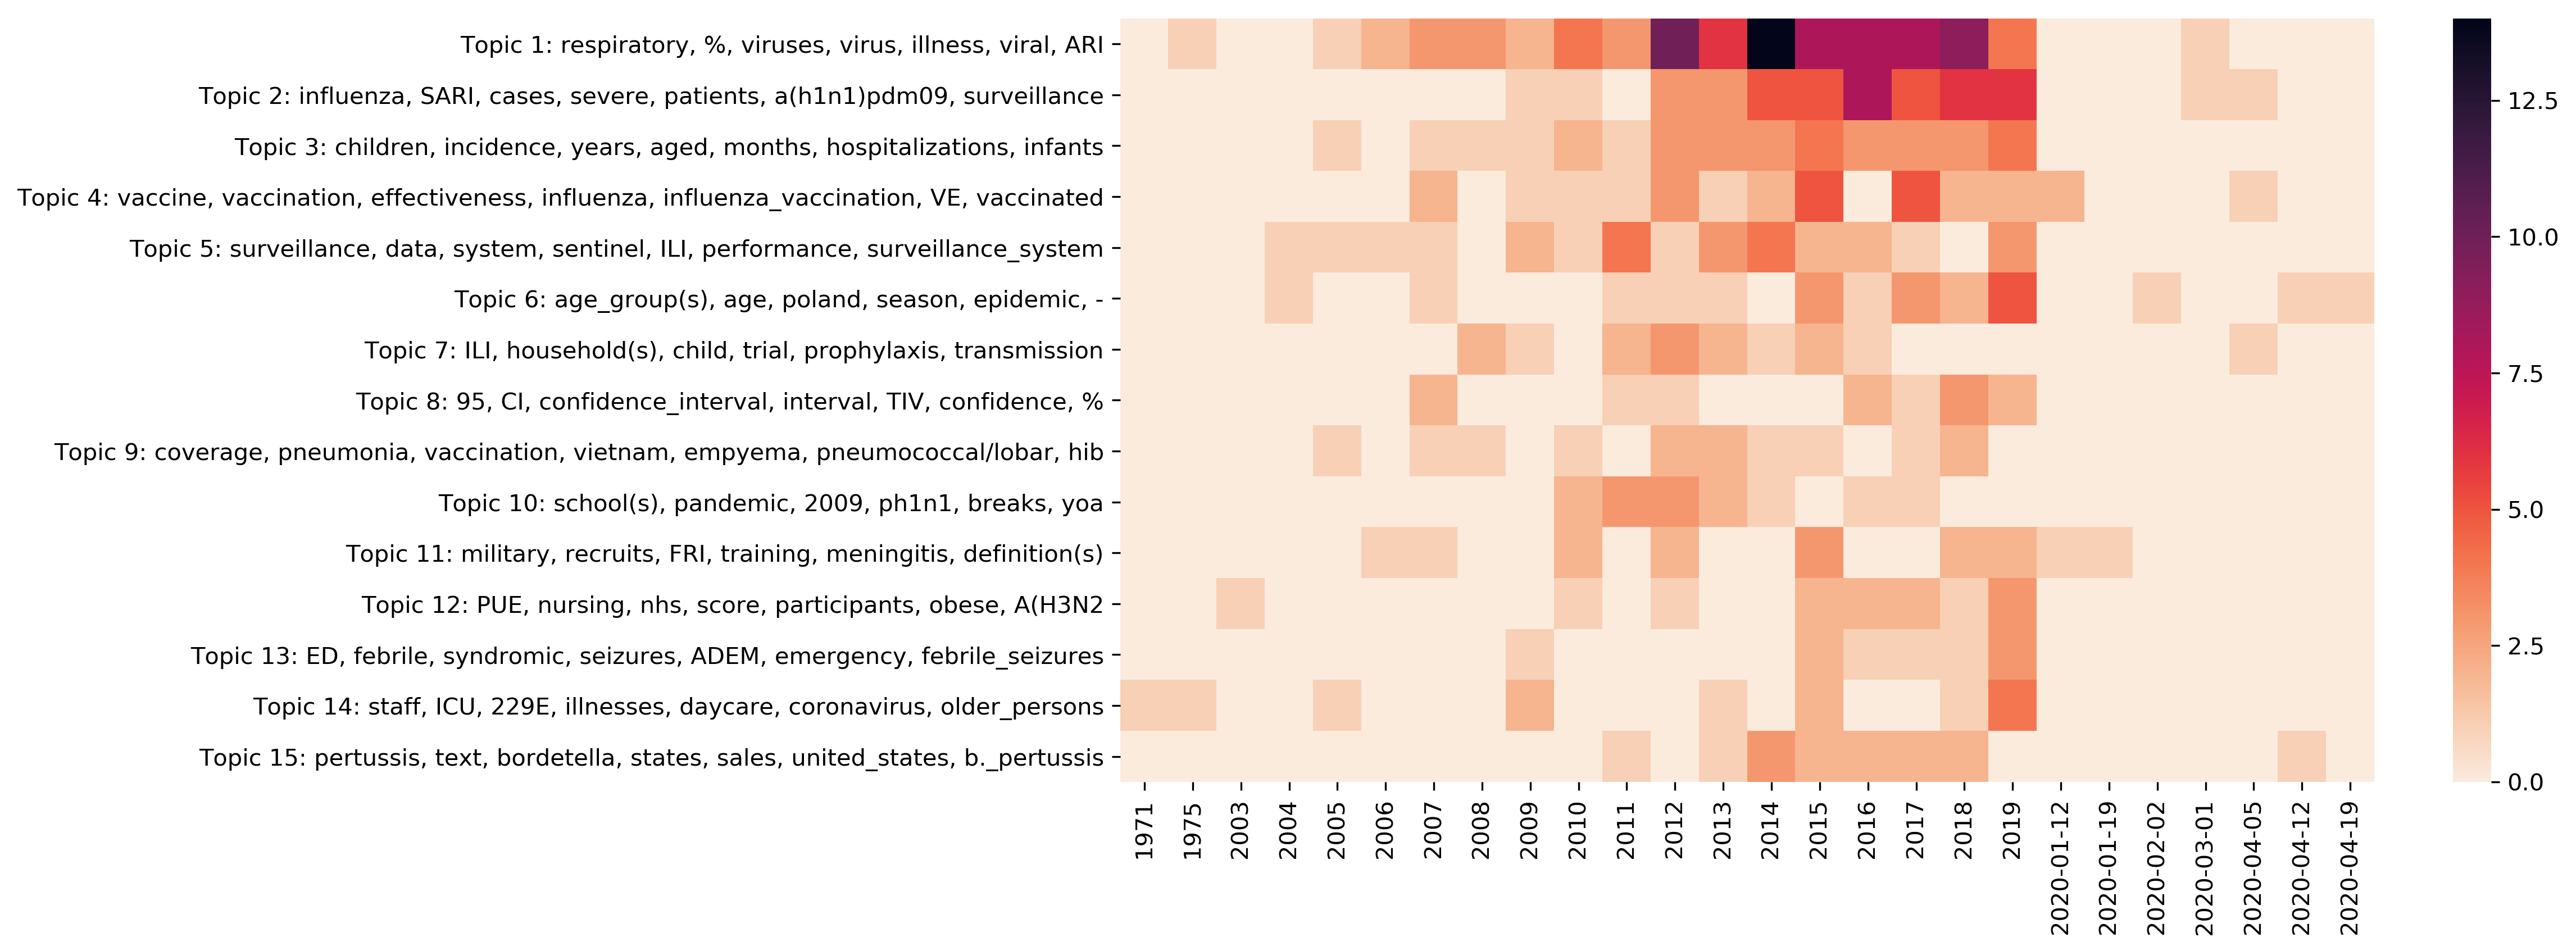 Topic 1: respiratory, %, viruses, virus, illness, viral, ARI
Topic 2: influenza, SARI, cases, severe, patients, a(h1n1)pdm09, surveillance
Topic 3: children, incidence, years, aged, months, hospitalizations, infants
Topic 4: vaccine, vaccination, effectiveness, influenza, influenza_vaccination, VE, vaccinated
Topic 5: surveillance, data, system, sentinel, ILI, performance, surveillance_system
Topic 6: age_group(s), age, poland, season, epidemic, -
Topic 7: ILI, household(s), child, trial, prophylaxis, transmission
Topic 8: 95, CI, confidence_interval, interval, TIV, confidence, %
Topic 9: coverage, pneumonia, vaccination, vietnam, empyema, pneumococcal/lobar, hib
Topic 10: school(s), pandemic, 2009, ph1n1, breaks, yoa
Topic 11: military, recruits, FRI, training, meningitis, definition(s)
Topic 12: PUE, nursing, nhs, score, participants, obese, A(H3N2
Topic 13: ED, febrile, syndromic, seizures, ADEM, emergency, febrile_seizures
Topic 14: staff, ICU, 229E, illnesses, daycare, coronavirus, older_persons
Topic 15: pertussis, text, bordetella, states, sales, united_states, b._pertussis
1971
1975
2003
2004
2005
2006
2007
2008
2009
2010
2011
2012
2013
2014
2015
2016
2017
2018
2019
2020-01-12
2020-01-19
2020-02-02
2020-03-01
2020-04-05
2020-04-12
2020-04-19
12.5
10.0
7.5
5.0
2.5
0.0